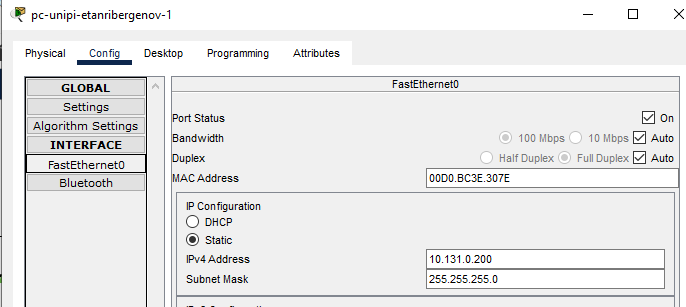 pc-unipi-etanribergenov-1
Physical Config Desktop Programming Attributes
GLOBAL
Settings
Algorithm Settings
INTERFACE
FastEthernet0
Bluetooth
FastEthernet0
Port Status On
Bandwidth 100 Mbps 10 Mbps Auto
Duplex Half Duplex Full Duplex Auto
MAC Address 00D0.BC3E.307E
IP Configuration
DHCP
Static
IPv4 Address 10.131.0.200
Subnet Mask 255.255.255.0